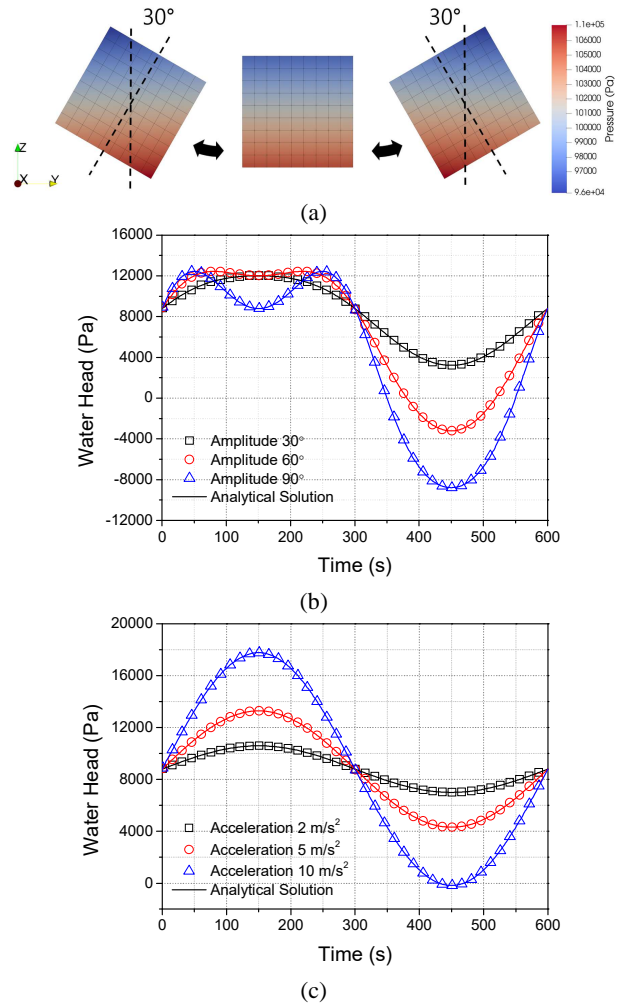 30° 30°
1.1e+05
106000
105000
104000
103000
102000
101000
100000
99000
98000
97000
9.6e+04
Pressure (Pa)
Z
X Y
(a)
16000
12000
8000
4000
0
-4000
-8000
-12000
Water Head (Pa)
Amplitude 30°
Amplitude 60°
Amplitude 90°
Analytical Solution
0 100 200 300 400 500 600
Time (s)
(b)
20000
16000
12000
8000
4000
0
Water Head (Pa)
Acceleration 2 m/s²
Acceleration 5 m/s²
Acceleration 10 m/s²
Analytical Solution
0 100 200 300 400 500 600
Time (s)
(c)